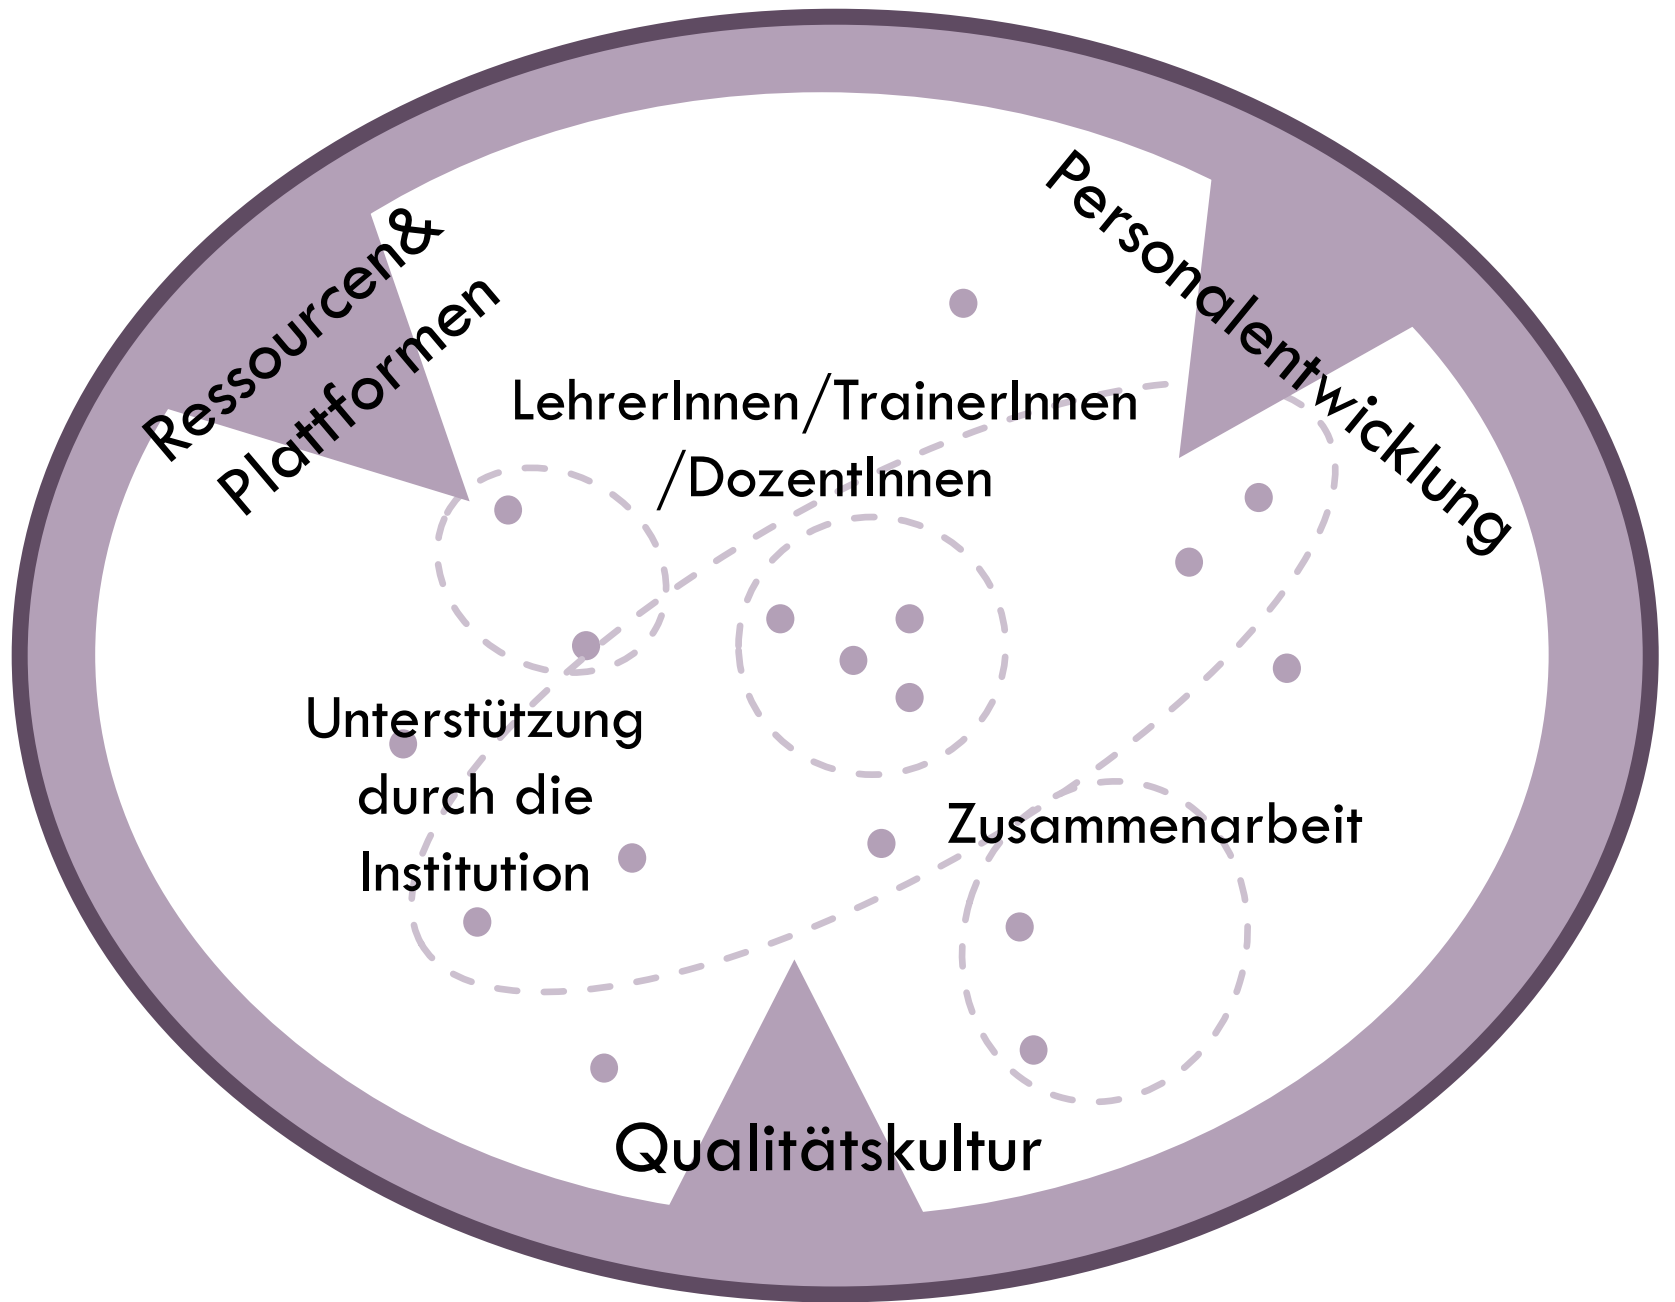 Ressourcen&
Plattformen
Personalentwicklung
LehrerInnen/TrainerInnen
/DozentInnen
Unterstützung
durch die
Institution
Zusammenarbeit
Qualitätskultur